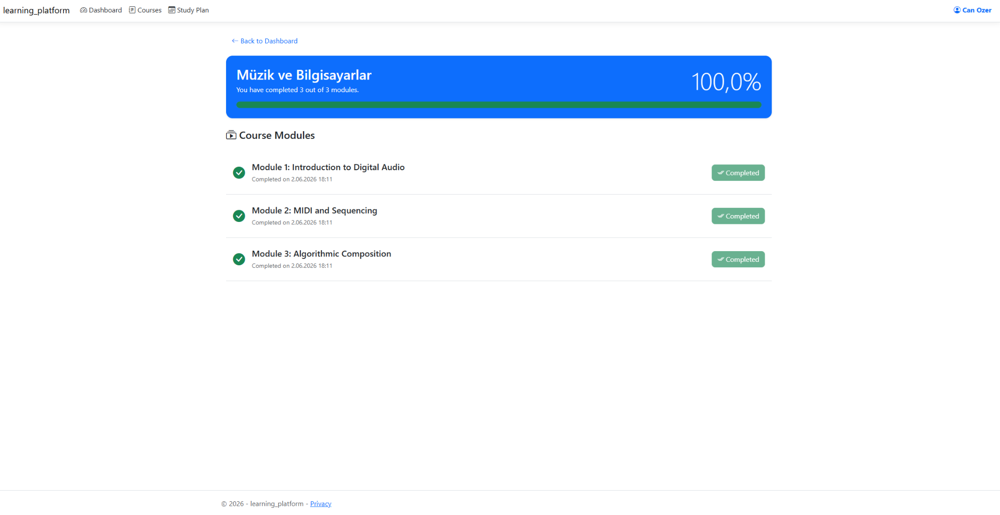 learning_platform Dashboard Courses Study Plan Can Ozer
← Back to Dashboard
Müzik ve Bilgisayarlar
100,0%
You have completed 3 out of 3 modules.
Course Modules
Module 1: Introduction to Digital Audio
Completed on 2.06.2026 18:11
Completed
Module 2: MIDI and Sequencing
Completed on 2.06.2026 18:11
Completed
Module 3: Algorithmic Composition
Completed on 2.06.2026 18:11
Completed
© 2026 - learning_platform - Privacy